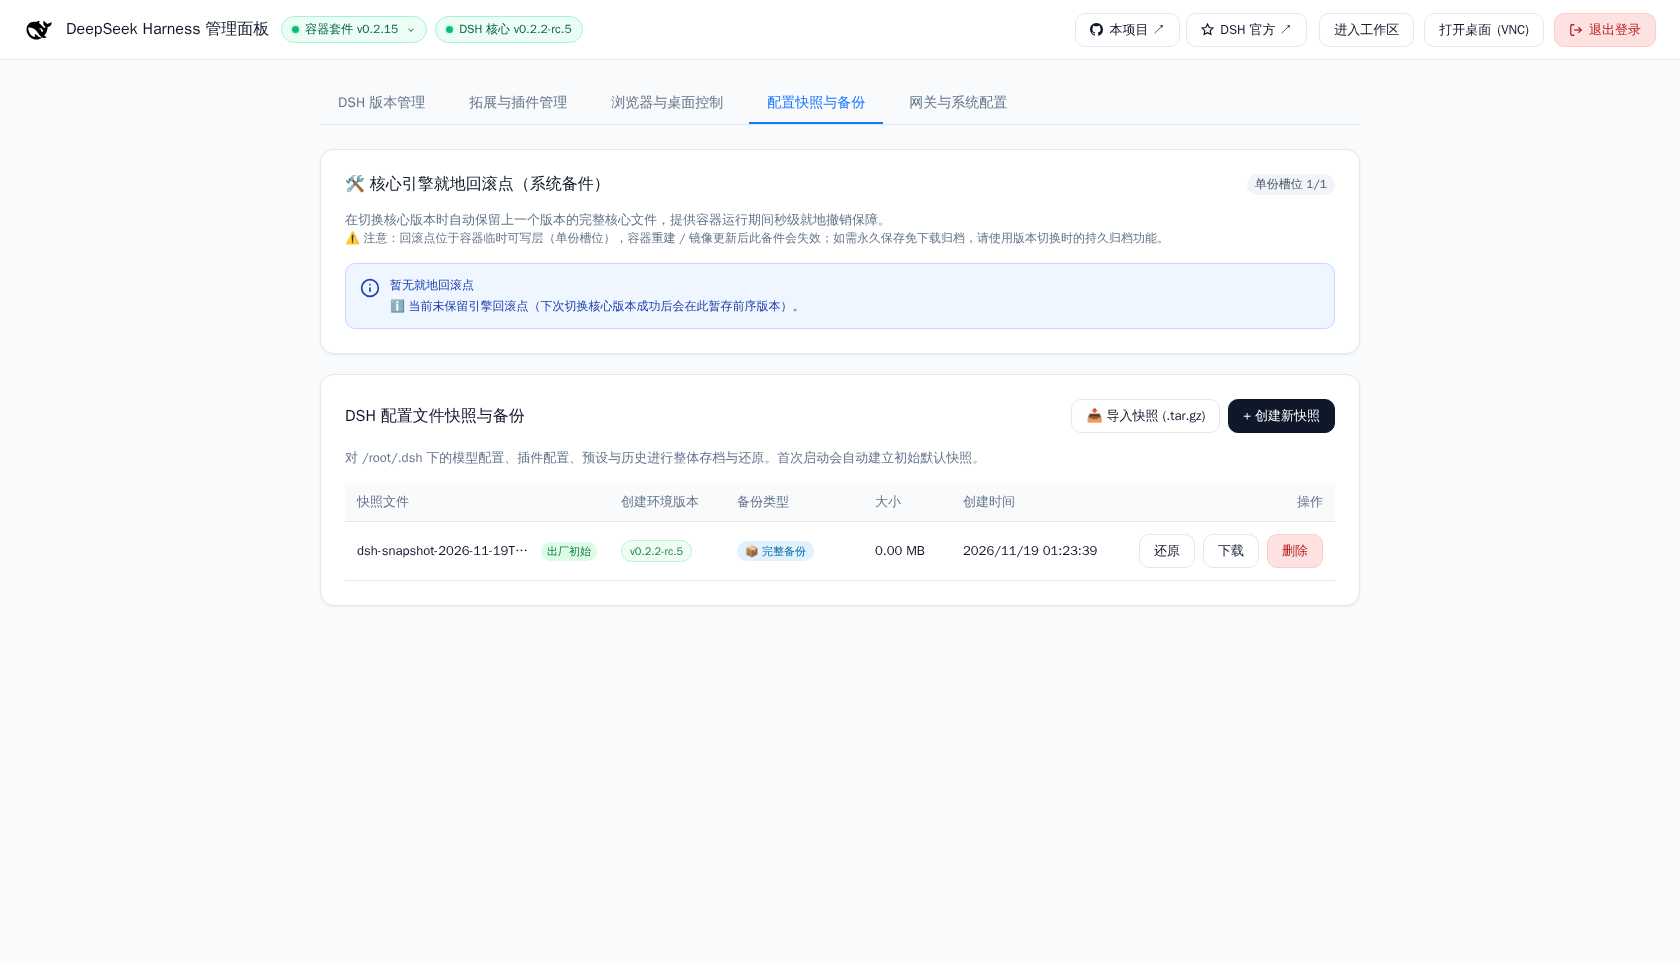 DeepSeek Harness 管理面板
容器套件 v0.2.15
DSH 核心 v0.2.2-rc.5
本项目 ↗
DSH 官方 ↗
进入工作区
打开桌面 (VNC)
退出登录
DSH 版本管理
拓展与插件管理
浏览器与桌面控制
配置快照与备份
网关与系统配置
🛠️ 核心引擎就地回滚点（系统备件）
单份槽位 1/1
在切换核心版本时自动保留上一个版本的完整核心文件，提供容器运行期间秒级就地撤销保障。
⚠️ 注意：回滚点位于容器临时可写层（单份槽位），容器重建 / 镜像更新后此备件会失效；如需永久保存免下载归档，请使用版本切换时的持久归档功能。
暂无就地回滚点
ℹ️ 当前未保留引擎回滚点（下次切换核心版本成功后会在此暂存前序版本）。
DSH 配置文件快照与备份
📥 导入快照 (.tar.gz)
+ 创建新快照
对 /root/.dsh 下的模型配置、插件配置、预设与历史进行整体存档与还原。首次启动会自动建立初始默认快照。
快照文件
创建环境版本
备份类型
大小
创建时间
操作
dsh-snapshot-2026-11-19T…
出厂初始
v0.2.2-rc.5
📦 完整备份
0.00 MB
2026/11/19 01:23:39
还原
下载
删除